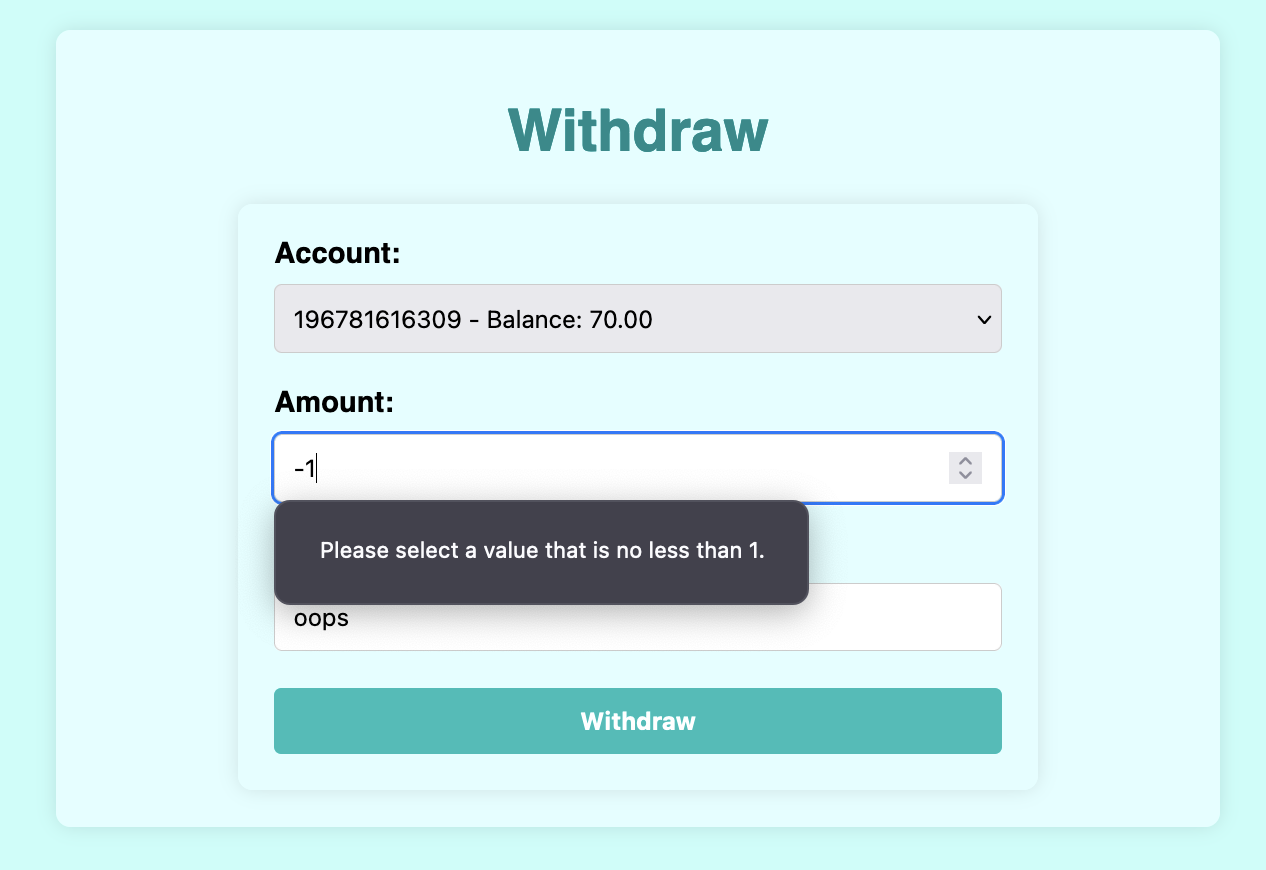 Withdraw
Account:
196781616309 - Balance: 70.00
Amount:
-1
Please select a value that is no less than 1.
oops
Withdraw